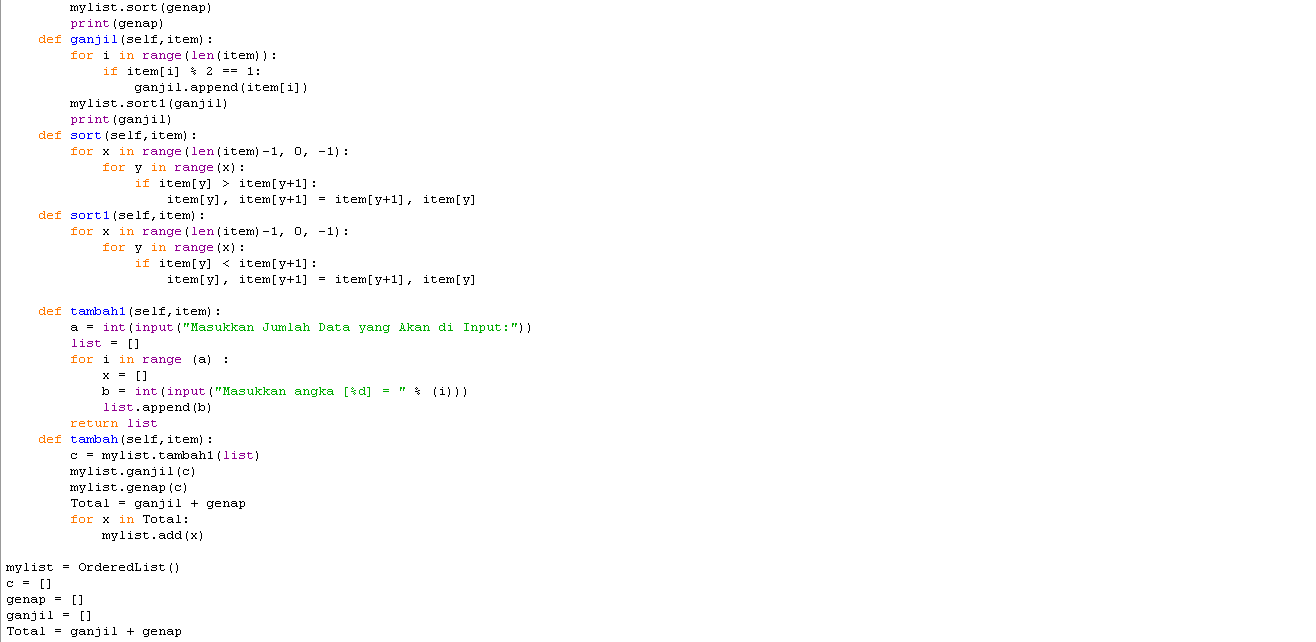 mylist.sort(genap)
        print(genap)
    def ganjil(self,item):
        for i in range(len(item)):
            if item[i] % 2 == 1:
                ganjil.append(item[i])
        mylist.sort1(ganjil)
        print(ganjil)
    def sort(self,item):
        for x in range(len(item)-1, 0, -1):
            for y in range(x):
                if item[y] > item[y+1]:
                    item[y], item[y+1] = item[y+1], item[y]
    def sort1(self,item):
        for x in range(len(item)-1, 0, -1):
            for y in range(x):
                if item[y] < item[y+1]:
                    item[y], item[y+1] = item[y+1], item[y]

    def tambah1(self,item):
        a = int(input("Masukkan Jumlah Data yang Akan di Input:"))
        list = []
        for i in range (a) :
            x = []
            b = int(input("Masukkan angka [%d] = " % (i)))
            list.append(b)
        return list
    def tambah(self,item):
        c = mylist.tambah1(list)
        mylist.ganjil(c)
        mylist.genap(c)
        Total = ganjil + genap
        for x in Total:
            mylist.add(x)

mylist = OrderedList()
c = []
genap = []
ganjil = []
Total = ganjil + genap